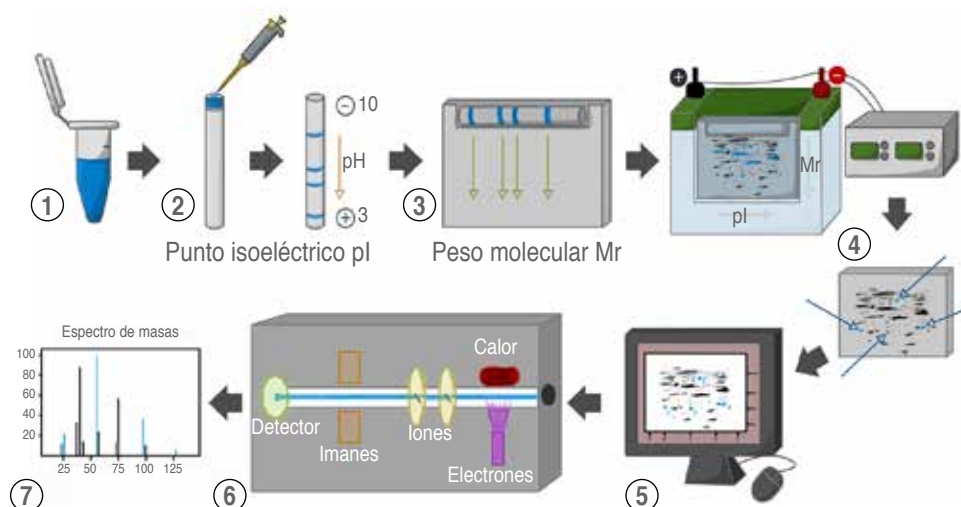 1
2
Punto isoeléctrico pI
− 10
pH
+ 3
3
Peso molecular Mr
+
−
Mr
pI
4
5
Calor
Detector
Imanes
Iones
Electrones
6
Espectro de masas
100
80
60
40
20
25 50 75 100 125
7